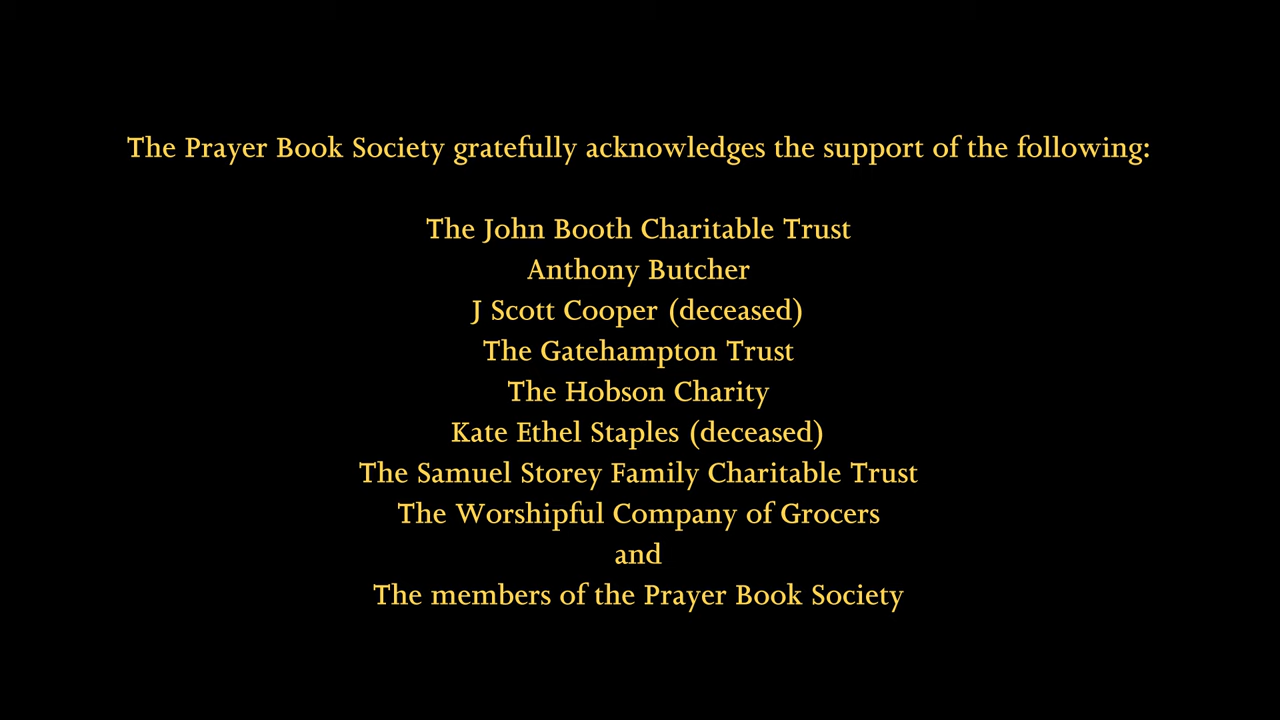 The Prayer Book Society gratefully acknowledges the support of the following:
The John Booth Charitable Trust
Anthony Butcher
J Scott Cooper (deceased)
The Gatehampton Trust
The Hobson Charity
Kate Ethel Staples (deceased)
The Samuel Storey Family Charitable Trust
The Worshipful Company of Grocers
and
The members of the Prayer Book Society